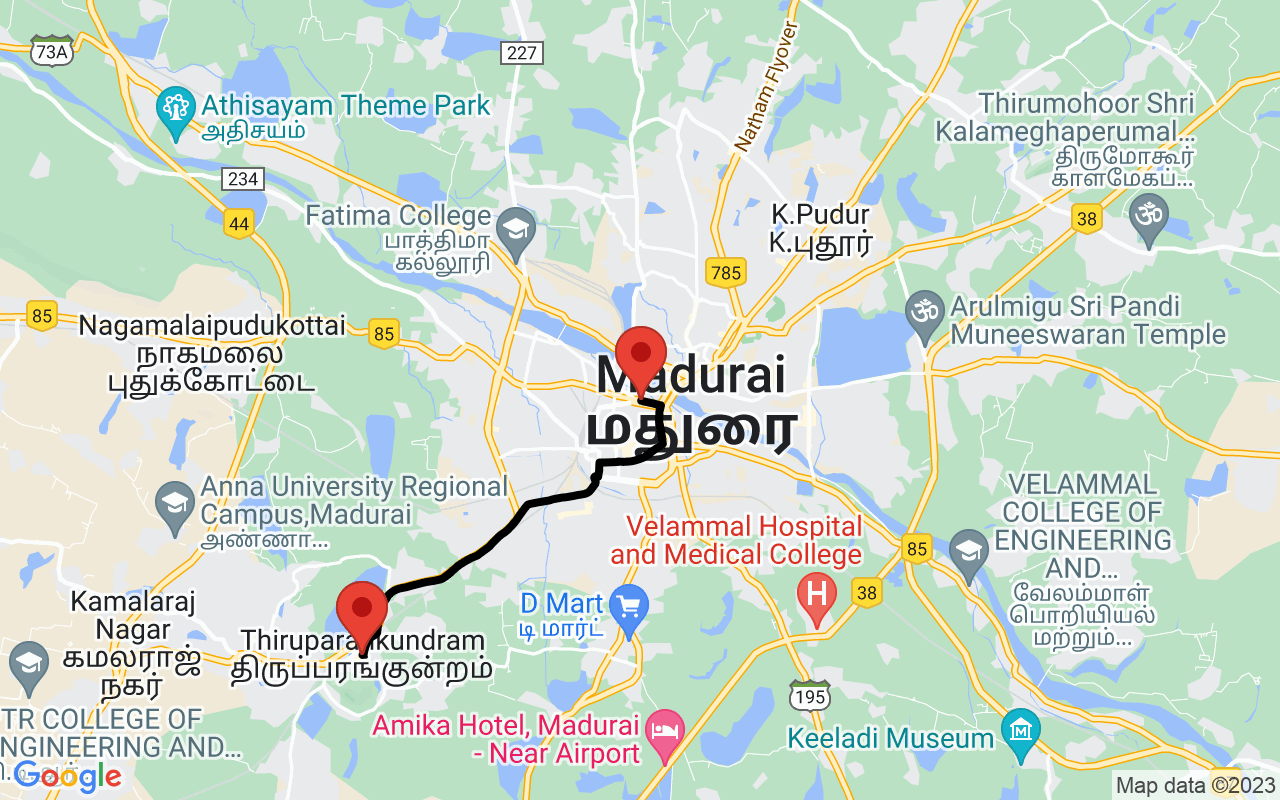 73A
227
Natham Flyover
Athisayam Theme Park
அதிசயம்
Thirumohoor Shri
Kalameghaperumal...
திருமோகூர்
காளமேகப்...
234
44
Fatima College
பாத்திமா
கல்லூரி
K.Pudur
K.புதூர்
38
785
85
Nagamalaipudukottai
நாகமலை
புதுக்கோட்டை
85
Arulmigu Sri Pandi
Muneeswaran Temple
Madurai
மதுரை
Anna University Regional
Campus,Madurai
அண்ணா...
VELAMMAL
COLLEGE OF
ENGINEERING
AND...
வேலம்மாள்
பொறியியல்
மற்றும்...
Velammal Hospital
and Medical College
85
38
D Mart
டி மார்ட்
Kamalaraj
Nagar
கமலராஜ்
நகர்
Thiruparankundram
திருப்பரங்குன்றம்
195
TR COLLEGE OF
NGINEERING AND...
Amika Hotel, Madurai
- Near Airport
Keeladi Museum
Google
Map data ©2023